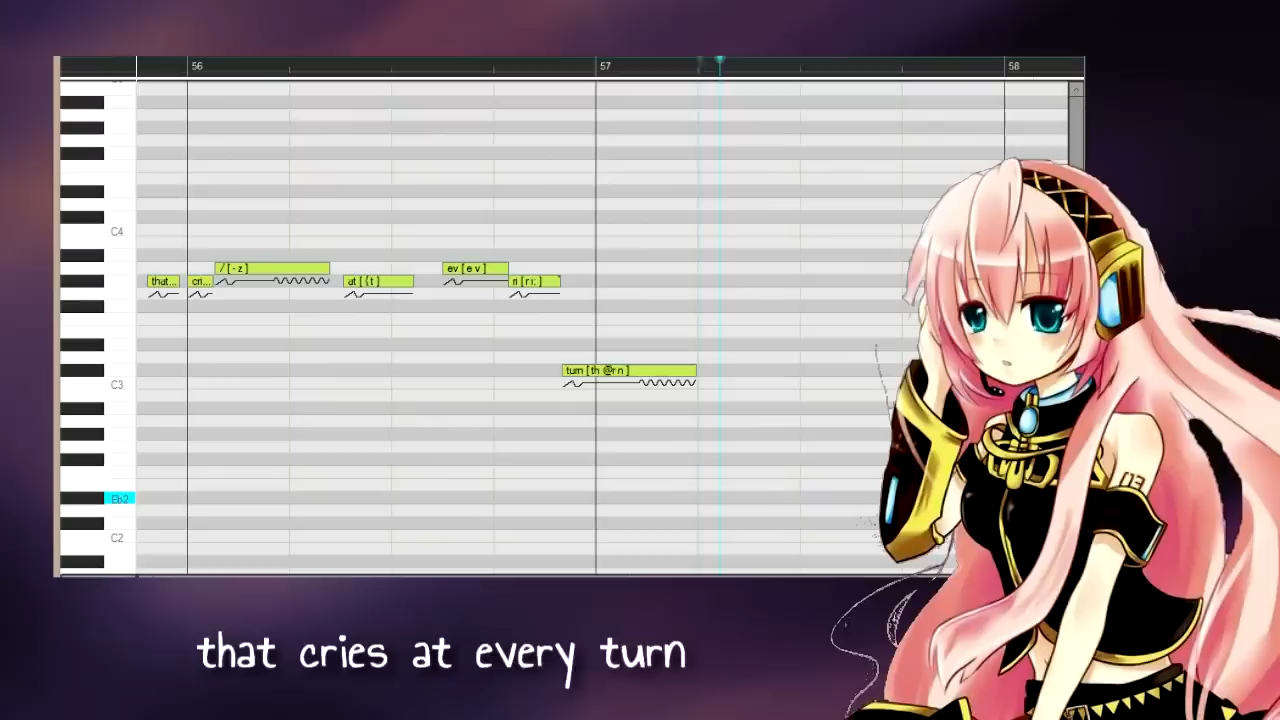 56 57 58
C4
/ [ - z ]
that... cri... at [ { t ] ev [ e v ] ri [ r i: ]
turn [ th @r n ]
C3
03
Eb2
C2
that cries at every turn